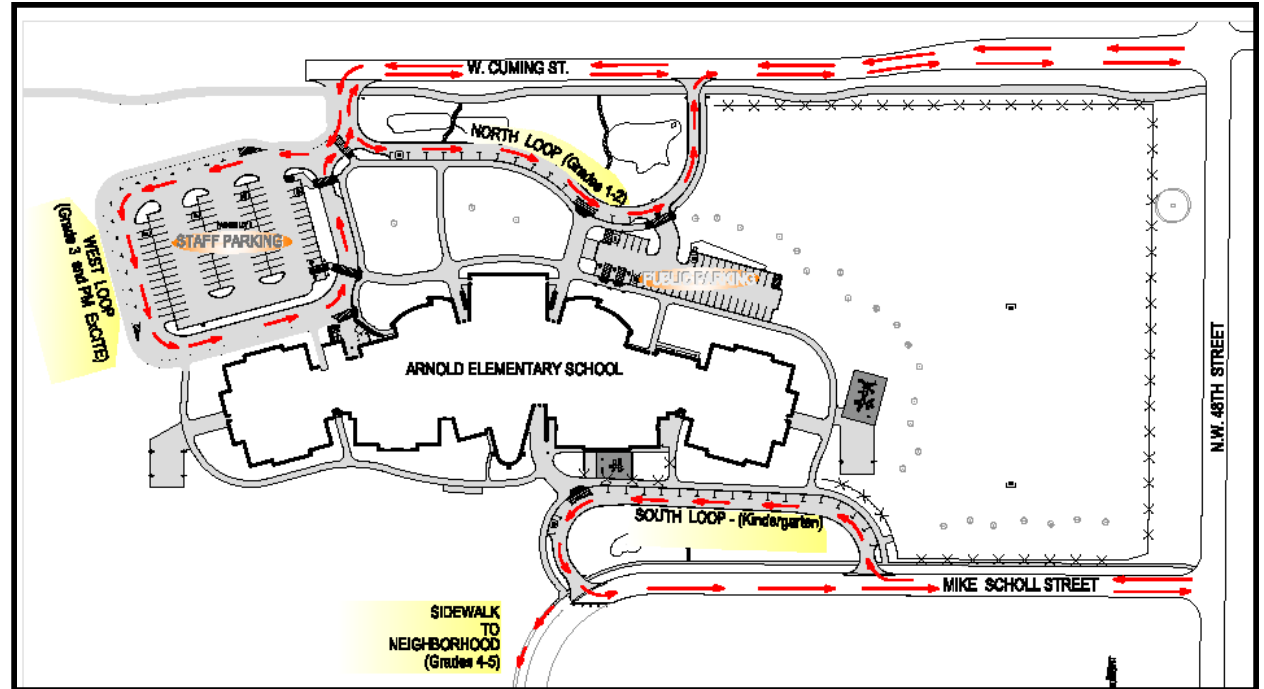 W. CUMING ST.
NORTH LOOP (Grades 1-2)
STAFF PARKING
WEST LOOP
(Grade 3 and P.M. EXCITE)
PUBLIC PARKING
ARNOLD ELEMENTARY SCHOOL
N.W. 48TH STREET
SOUTH LOOP - (Kindergarten)
MIKE SCHOLL STREET
SIDEWALK
TO
NEIGHBORHOOD
(Grades 4-5)